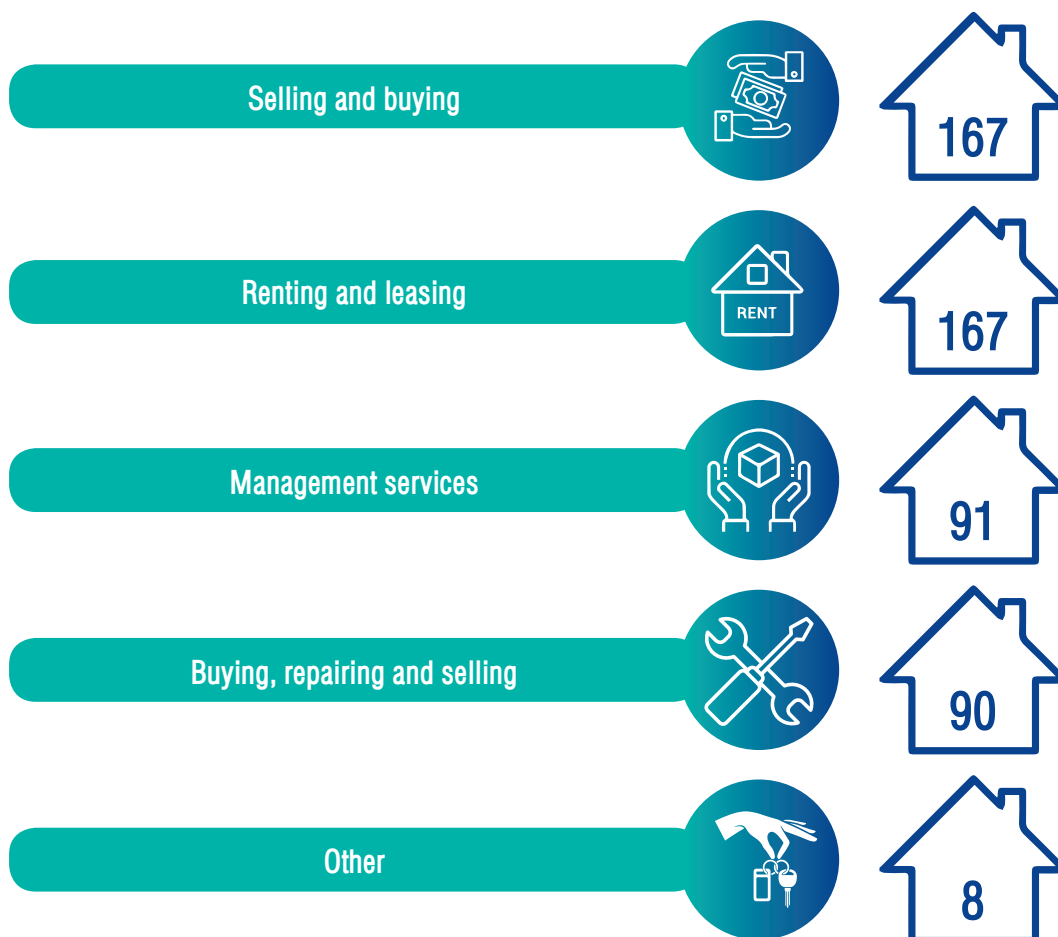 Selling and buying
167
Renting and leasing
RENT
167
Management services
91
Buying, repairing and selling
90
Other
8